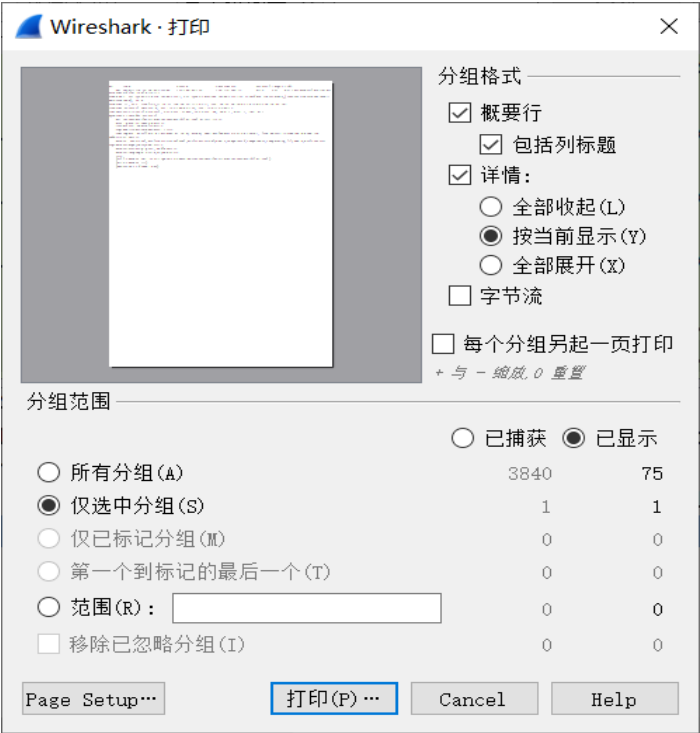 Wireshark · 打印
分组格式
概要行
包括列标题
详情:
全部收起(L)
按当前显示(Y)
全部展开(X)
字节流
每个分组另起一页打印
+ 与 - 缩放, 0 重置
分组范围
已捕获 已显示
所有分组(A) 3840 75
仅选中分组(S) 1 1
仅已标记分组(M) 0 0
第一个到标记的最后一个(T) 0 0
范围(R): 0 0
移除已忽略分组(I) 0 0
Page Setup… 打印(P)… Cancel Help